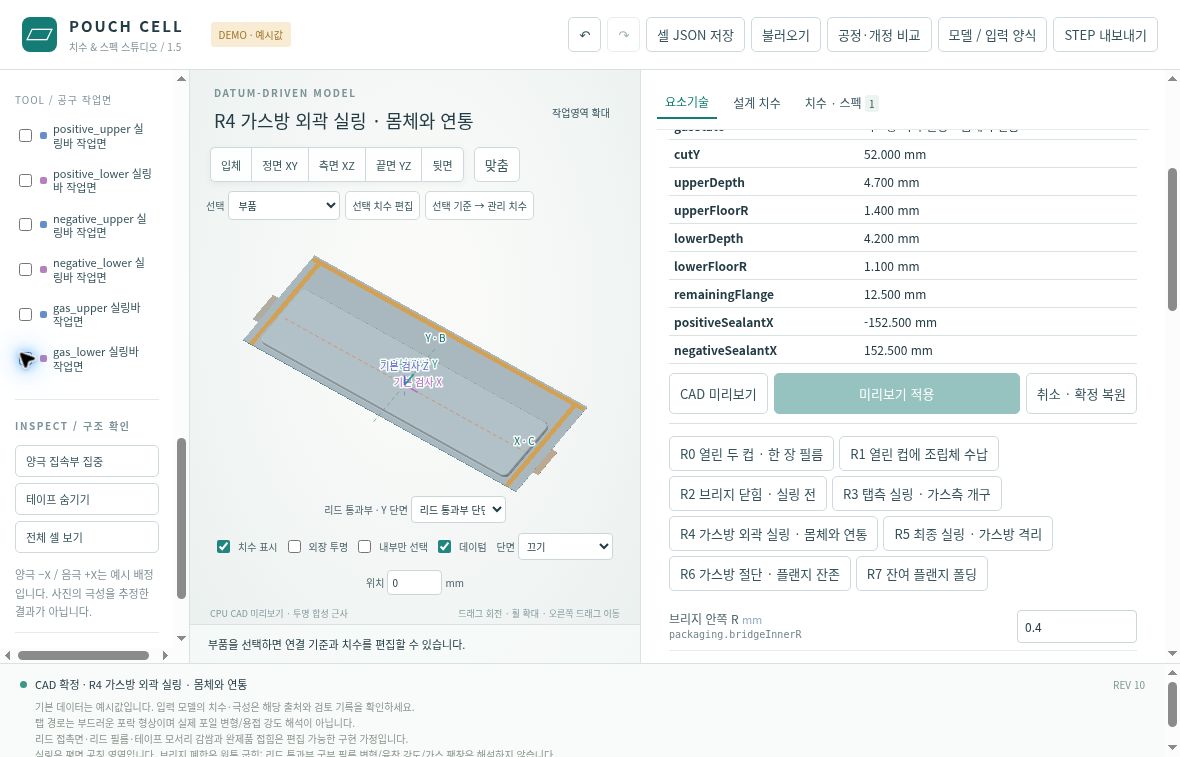 POUCH CELL
치수 & 스펙 스튜디오 / 1.5
DEMO · 예시값
↶
↷
셀 JSON 저장
불러오기
공정·개정 비교
모델 / 입력 양식
STEP 내보내기
TOOL / 공구 작업면
positive_upper 실
링바 작업면
positive_lower 실링
바 작업면
negative_upper 실
링바 작업면
negative_lower 실
링바 작업면
gas_upper 실링바
작업면
gas_lower 실링바
작업면
INSPECT / 구조 확인
양극 집속부 집중
테이프 숨기기
전체 셀 보기
양극 −X / 음극 +X는 예시 배정
입니다. 사진의 극성을 추정한
결과가 아닙니다.
DATUM-DRIVEN MODEL
R4 가스방 외곽 실링 · 몸체와 연통
작업영역 확대
입체
정면 XY
측면 XZ
끝면 YZ
뒷면
맞춤
선택
부품
선택 치수 편집
선택 기준 → 관리 치수
Y · B
기본 검사 X
X · C
리드 통과부 · Y 단면
치수 표시
외장 투명
내부만 선택
데이텀
단면
끄기
위치
0
mm
CPU CAD 미리보기 · 투명 합성 근사
드래그 회전 · 휠 확대 · 오른쪽 드래그 이동
부품을 선택하면 연결 기준과 치수를 편집할 수 있습니다.
요소기술
설계 치수
치수 · 스펙 1
cutY 52.000 mm
upperDepth 4.700 mm
upperFloorR 1.400 mm
lowerDepth 4.200 mm
lowerFloorR 1.100 mm
remainingFlange 12.500 mm
positiveSealantX -152.500 mm
negativeSealantX 152.500 mm
CAD 미리보기
미리보기 적용
취소 · 확정 복원
R0 열린 두 컵 · 한 장 필름
R1 열린 컵에 조립체 수납
R2 브리지 닫힘 · 실링 전
R3 탭측 실링 · 가스측 개구
R4 가스방 외곽 실링 · 몸체와 연통
R5 최종 실링 · 가스방 격리
R6 가스방 절단 · 플랜지 잔존
R7 잔여 플랜지 폴딩
브리지 안쪽 R mm
packaging.bridgeInnerR
0.4
CAD 확정 · R4 가스방 외곽 실링 · 몸체와 연통
REV 10
기본 데이터는 예시값입니다. 입력 모델의 치수·극성은 해당 출처와 검토 기록을 확인하세요.
탭 경로는 부드러운 포락 형상이며 실제 포일 변형/용접 강도 해석이 아닙니다.
리드 접촉면·리드 필름·테이프 모서리 감쌈과 완제품 접힘은 편집 가능한 구현 가정입니다.